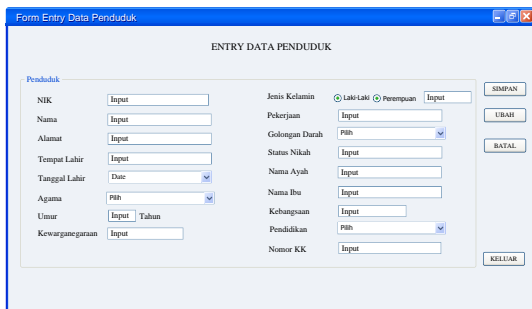 Form Entry Data Penduduk
ENTRY DATA PENDUDUK
Penduduk
NIK Input
Nama Input
Alamat Input
Tempat Lahir Input
Tanggal Lahir Date
Agama Pilih
Umur Input Tahun
Kewarganegaraan Input
Jenis Kelamin Laki-Laki Perempuan Input
Pekerjaan Input
Golongan Darah Pilih
Status Nikah Input
Nama Ayah Input
Nama Ibu Input
Kebangsaan Input
Pendidikan Pilih
Nomor KK Input
SIMPAN
UBAH
BATAL
KELUAR